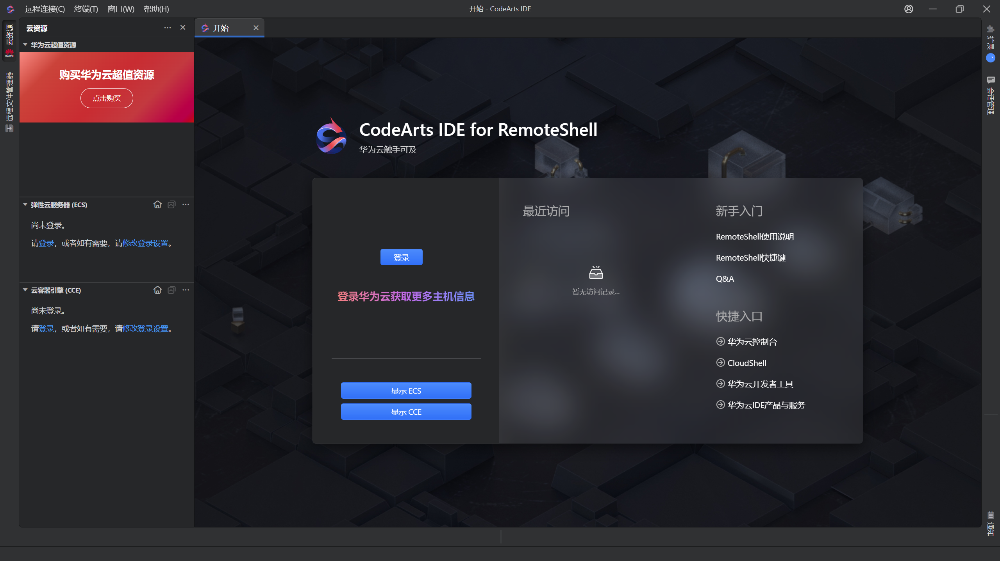 远程连接(C) 终端(T) 窗口(W) 帮助(H)
开始 - CodeArts IDE
云资源
HUAWEI
远程文件管理器
云资源
华为云超值资源
购买华为云超值资源
点击购买
弹性云服务器 (ECS)
尚未登录。
请登录，或者如有需要，请修改登录设置。
云容器引擎 (CCE)
尚未登录。
请登录，或者如有需要，请修改登录设置。
开始
CodeArts IDE for RemoteShell
华为云触手可及
登录
登录华为云获取更多主机信息
显示 ECS
显示 CCE
最近访问
暂无访问记录...
新手入门
RemoteShell使用说明
RemoteShell快捷键
Q&A
快捷入口
华为云控制台
CloudShell
华为云开发者工具
华为云IDE产品与服务
扩展
1
会话管理
通知